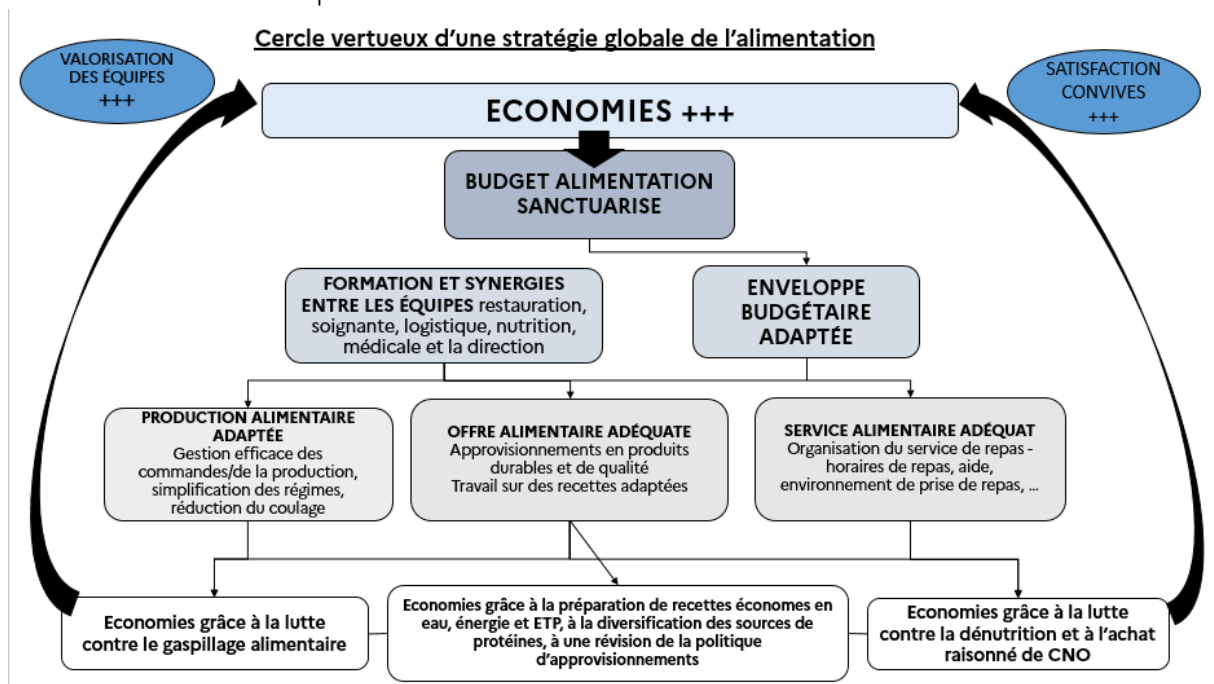 Cercle vertueux d'une stratégie globale de l'alimentation
VALORISATION
DES ÉQUIPES
+++
SATISFACTION
CONVIVES
+++
ECONOMIES +++
BUDGET ALIMENTATION
SANCTUARISE
FORMATION ET SYNERGIES
ENTRE LES ÉQUIPES restauration,
soignante, logistique, nutrition,
médicale et la direction
ENVELOPPE
BUDGÉTAIRE
ADAPTÉE
PRODUCTION ALIMENTAIRE
ADAPTÉE
Gestion efficace des
commandes/de la production,
simplification des régimes,
réduction du coulage
OFFRE ALIMENTAIRE ADÉQUATE
Approvisionnements en produits
durables et de qualité
Travail sur des recettes adaptées
SERVICE ALIMENTAIRE ADÉQUAT
Organisation du service de repas -
horaires de repas, aide,
environnement de prise de repas, ...
Economies grâce à la lutte
contre le gaspillage alimentaire
Economies grâce à la préparation de recettes économes en
eau, énergie et ETP, à la diversification des sources de
protéines, à une révision de la politique
d'approvisionnements
Economies grâce à la lutte
contre la dénutrition et à l'achat
raisonné de CNO